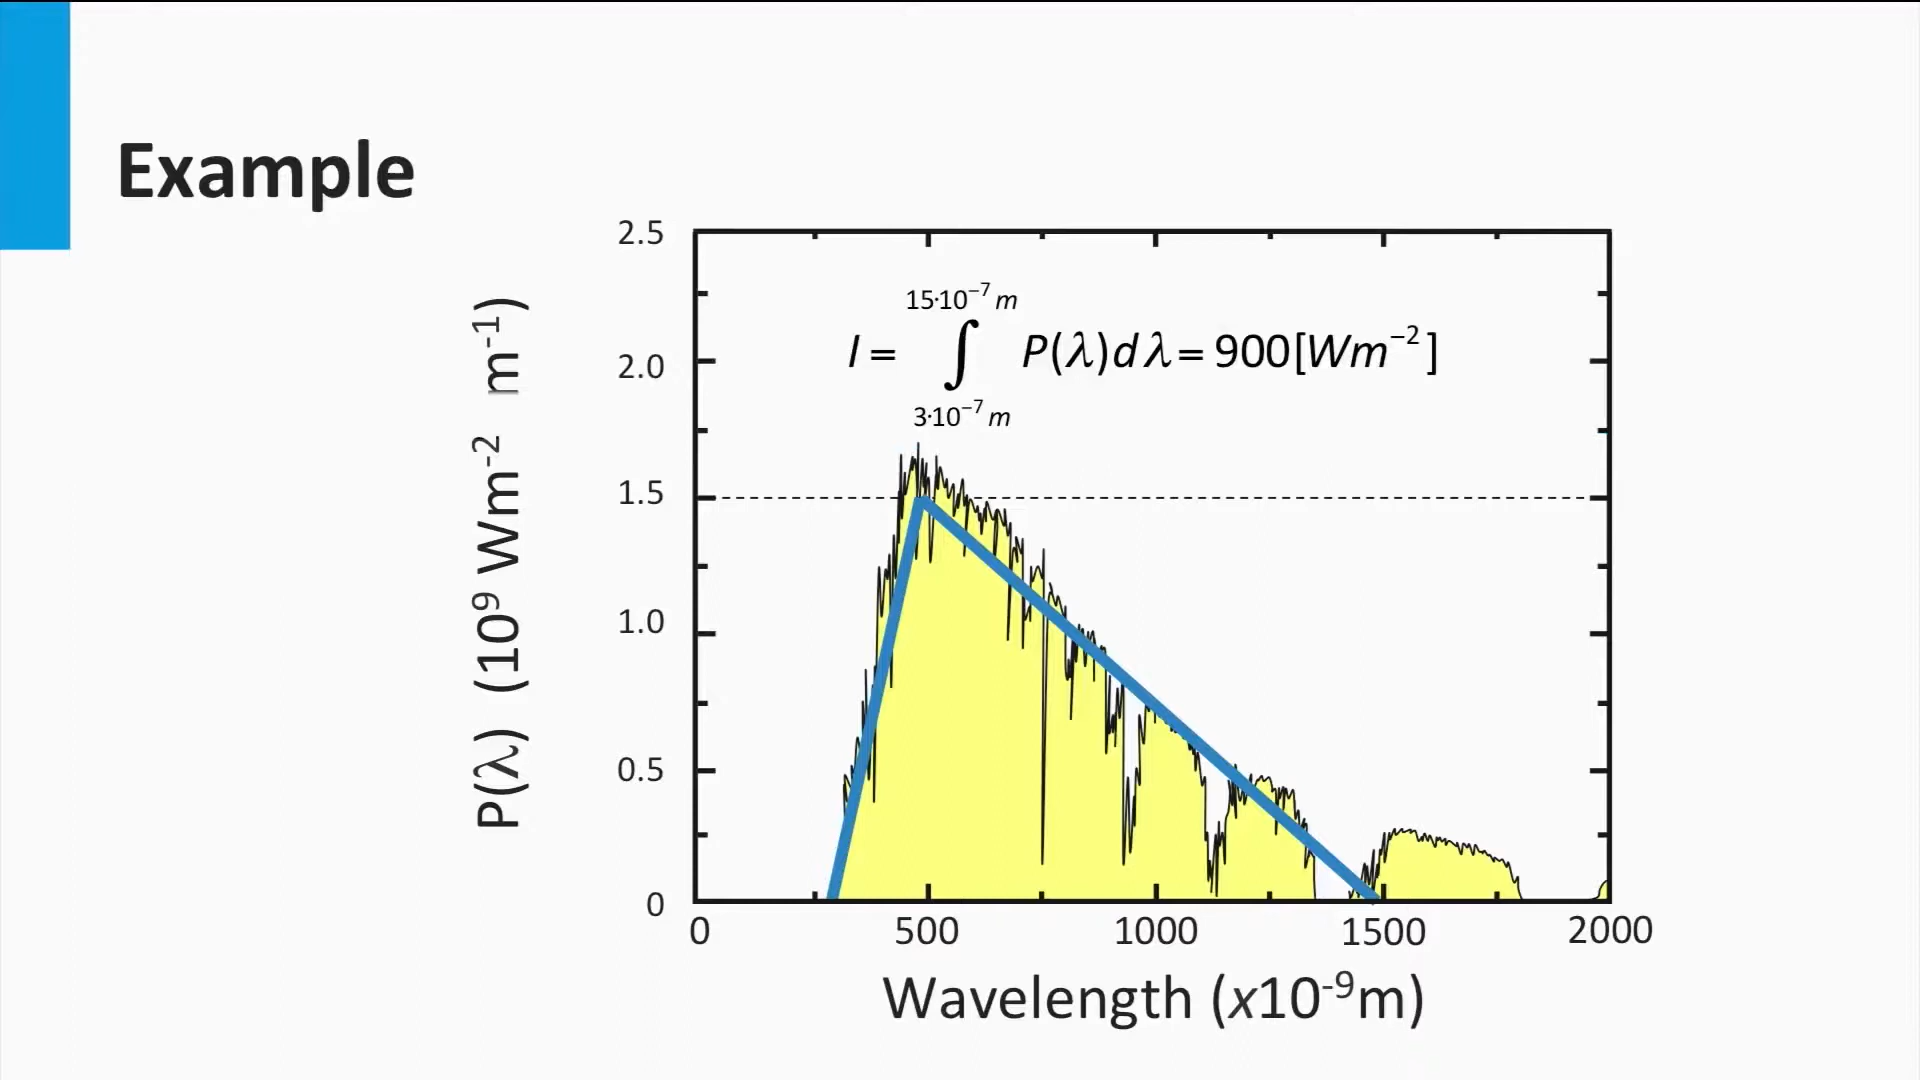 Example
2.5
2.0
1.5
1.0
0.5
0
P(λ) (10⁹ Wm⁻² m⁻¹)
15·10⁻⁷ m
I = ∫ P(λ)dλ = 900[Wm⁻²]
3·10⁻⁷ m
0 500 1000 1500 2000
Wavelength (x10⁻⁹m)